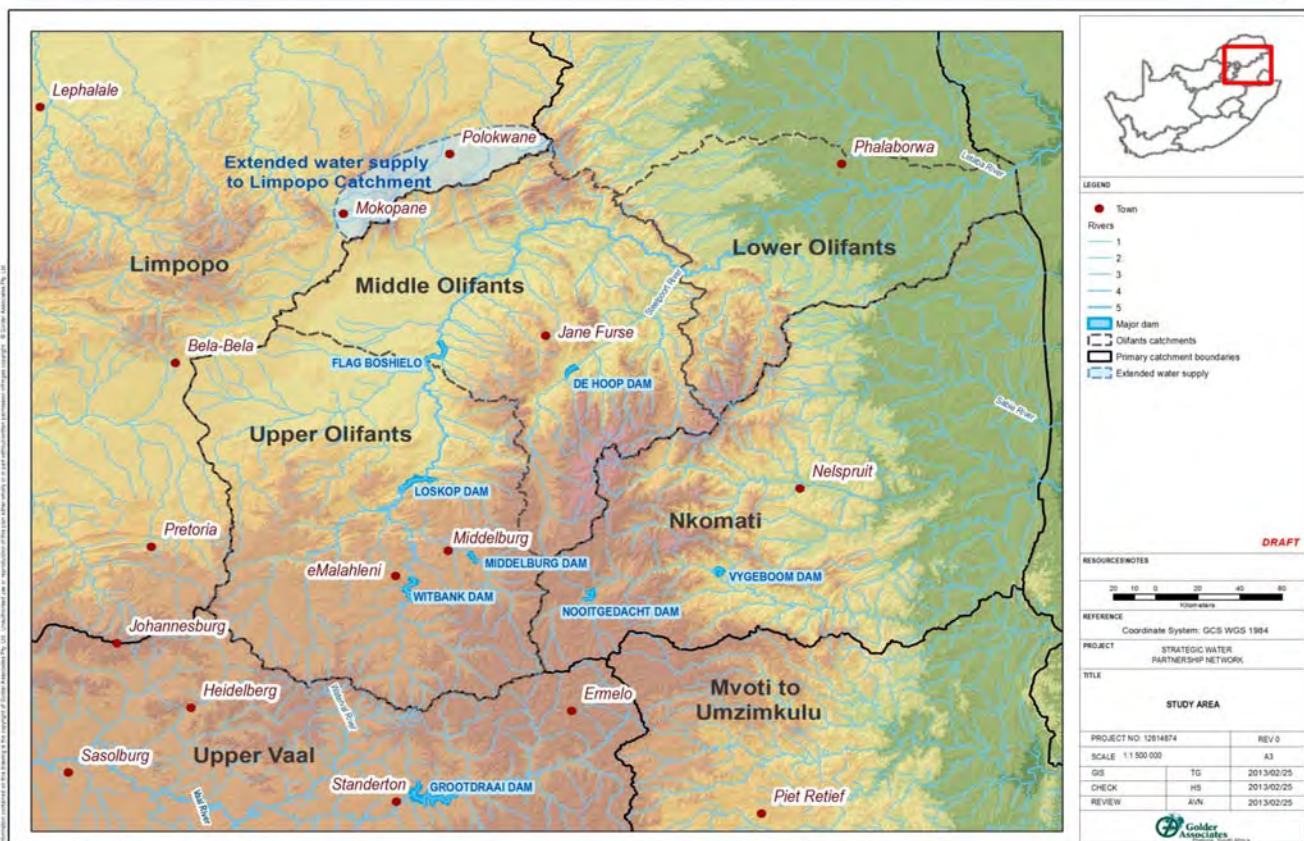 Lephalale
Polokwane
Extended water supply
to Limpopo Catchment
Mokopane
Phalaborwa
Letaba River
Limpopo
Middle Olifants
Lower Olifants
Steelpoort River
Bela-Bela
Jane Furse
FLAG BOSHIELO
DE HOOP DAM
Sabie River
Upper Olifants
LOSKOP DAM
Nelspruit
Nkomati
Pretoria
Middelburg
MIDDELBURG DAM
eMalahleni
WITBANK DAM
VYGEBOOM DAM
NOOITGEDACHT DAM
Johannesburg
Heidelberg
Waterval River
Ermelo
Mvoti to
Umzimkulu
Upper Vaal
Sasolburg
Standerton
GROOTDRAAI DAM
Vaal River
Piet Retief
LEGEND
Town
Rivers
1
2
3
4
5
Major dam
Olifants catchments
Primary catchment boundaries
Extended water supply
DRAFT
RESOURCES\NOTES
20 10 0 20 40 60
Kilometers
REFERENCE
Coordinate System: GCS WGS 1984
PROJECT
STRATEGIC WATER
PARTNERSHIP NETWORK
TITLE
STUDY AREA
PROJECT NO: 12614874 REV 0
SCALE 1:1 500 000 A3
GIS TG 2013/02/25
CHECK HS 2013/02/25
REVIEW AVN 2013/02/25
Golder
Associates